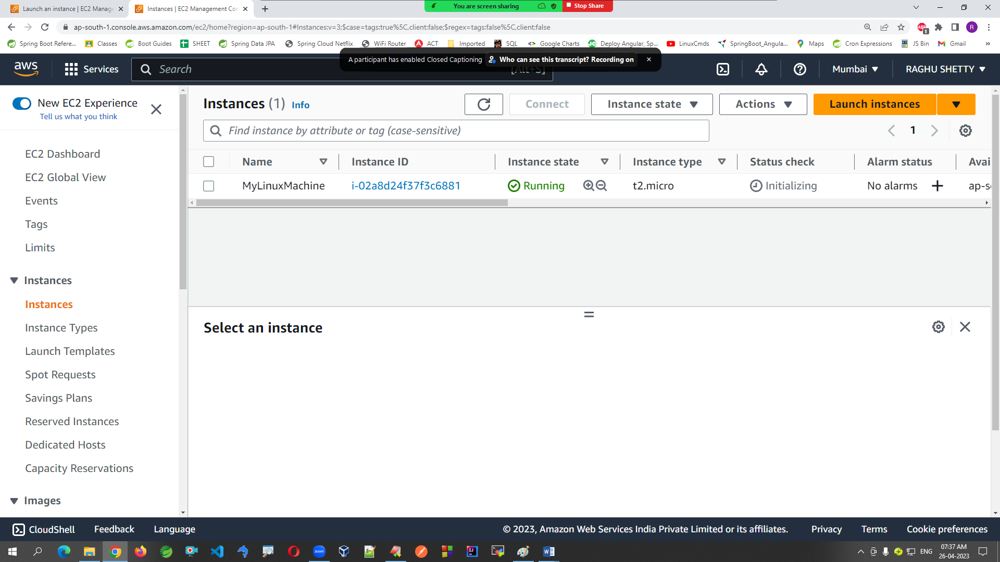 Launch an instance | EC2 Manage
Instances | EC2 Management Con
You are screen sharing
Stop Share
ap-south-1.console.aws.amazon.com/ec2/home?region=ap-south-1#Instances:v=3;$case=tags:true%5C,client:false;$regex=tags:false%5C,client:false
ABP
1
R
Spring Boot Refere...
Classes
Boot Guides
SHEET
Spring Data JPA
Spring Cloud Netflix
WiFi Router
ACT
Imported
SQL
Google Charts
Deploy Angular, Sp...
LinuxCmds
SpringBoot_Angula...
Maps
Cron Expressions
JS Bin
Gmail
»
A participant has enabled Closed Captioning
Who can see this transcript? Recording on
aws
Services
Search
[Alt+S]
Mumbai
RAGHU SHETTY
New EC2 Experience
Tell us what you think
EC2 Dashboard
EC2 Global View
Events
Tags
Limits
Instances
Instances
Instance Types
Launch Templates
Spot Requests
Savings Plans
Reserved Instances
Dedicated Hosts
Capacity Reservations
Images
Instances (1) Info
Connect
Instance state
Actions
Launch instances
Find instance by attribute or tag (case-sensitive)
1
Name
Instance ID
Instance state
Instance type
Status check
Alarm status
Avai
MyLinuxMachine
i-02a8d24f37f3c6881
Running
t2.micro
Initializing
No alarms
ap-s
Select an instance
CloudShell
Feedback
Language
© 2023, Amazon Web Services India Private Limited or its affiliates.
Privacy
Terms
Cookie preferences
zoom
ENG
07:37 AM
26-04-2023